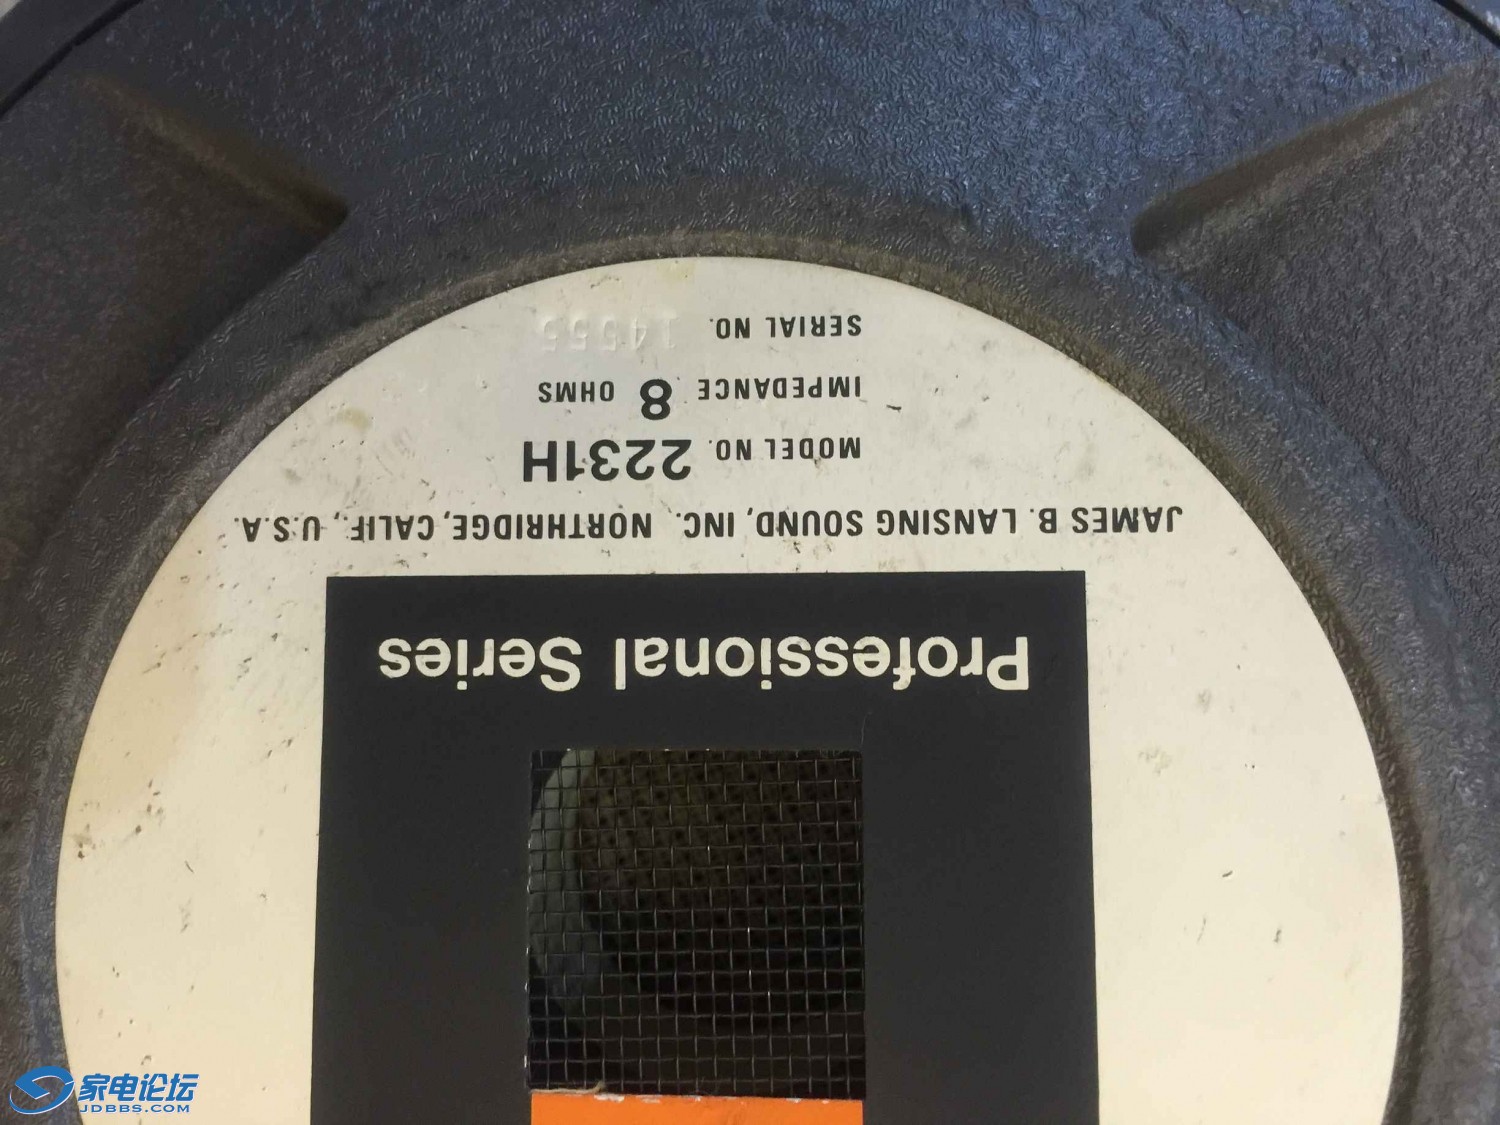 Professional Series
JAMES B. LANSING SOUND, INC. NORTHRIDGE, CALIF., U.S.A.
MODEL NO. 2231H
IMPEDANCE 8 OHMS
SERIAL NO. 14555
家电论坛
JDBBS.COM